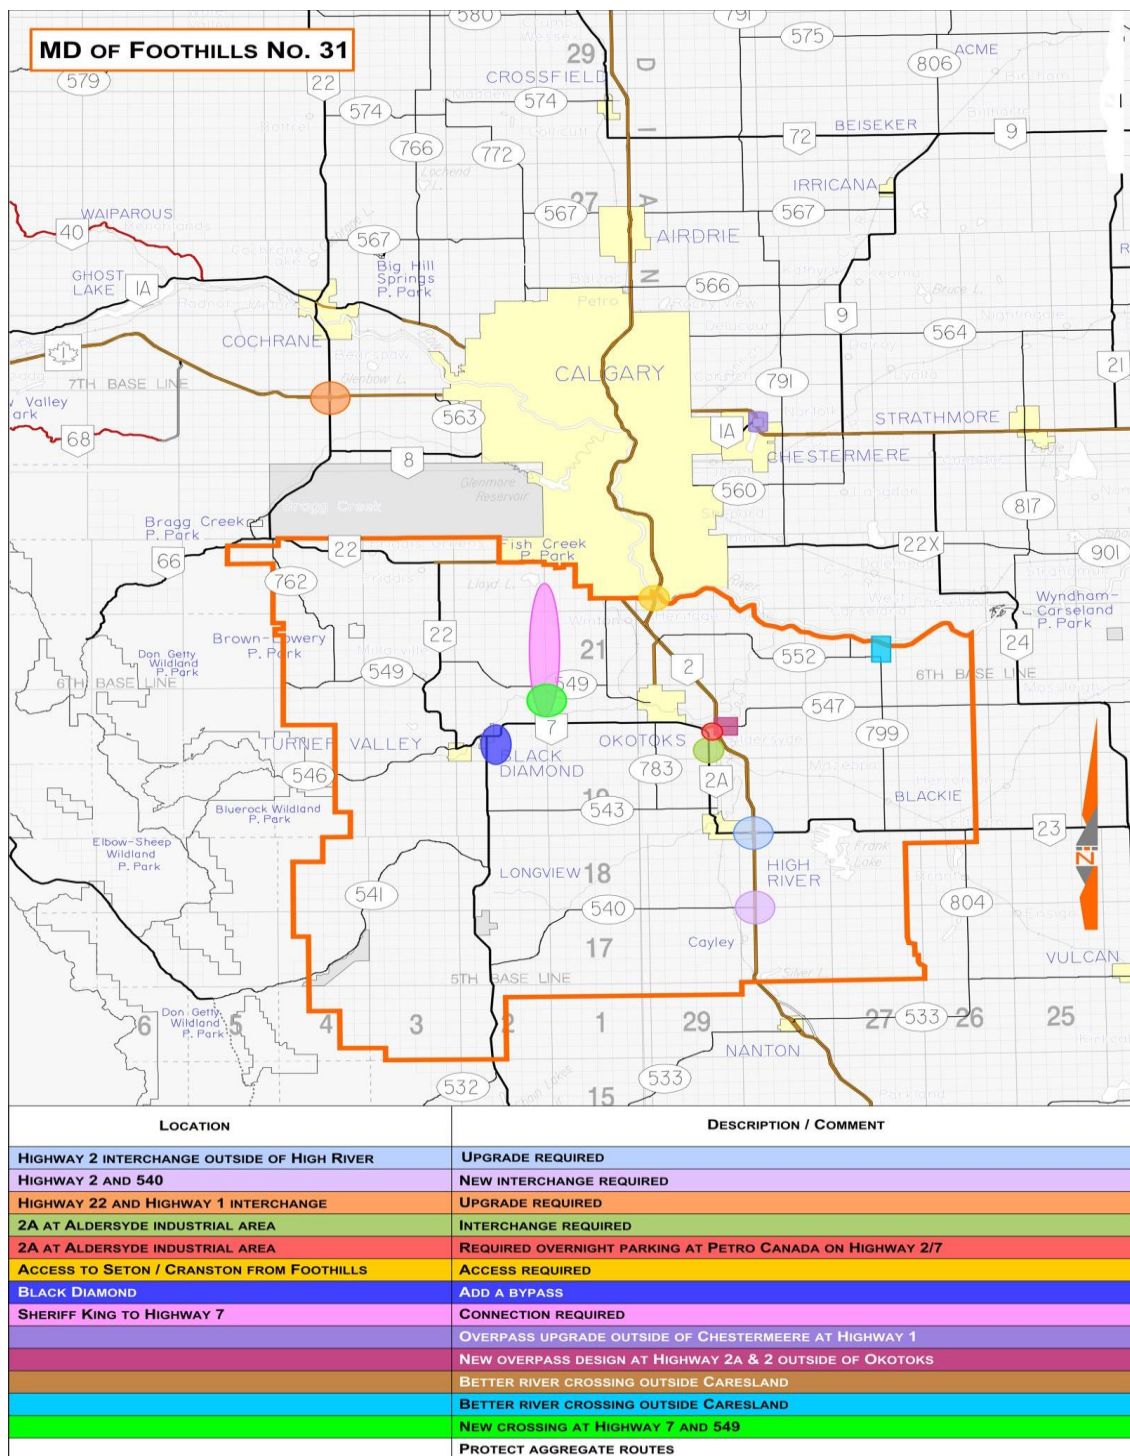 MD OF FOOTHILLS NO. 31
580
791
575
29
D
ACME
806
579
22
CROSSFIELD
574
574
I
BEISEKER
72
9
766
772
IRRICANA
27
A
567
567
WAIPAROUS
40
567
AIRDRIE
N
GHOST
LAKE
1A
Big Hill
Springs
P. Park
566
9
564
COCHRANE
1
21
7TH BASE LINE
CALGARY
791
563
STRATHMORE
68
8
1A
CHESTERMERE
560
817
Bragg Creek
P. Park
Fish Creek
P. Park
22
22X
901
66
762
Wyndham-
Carseland
P. Park
22
Brown-Lowery
P. Park
21
552
24
Don Getty
Wildland
P. Park
6TH BASE LINE
549
549
2
6TH BASE LINE
547
7
TURNER VALLEY
BLACK
DIAMOND
OKOTOKS
799
546
783
2A
19
BLACKIE
Bluerock Wildland
P. Park
543
23
Elbow-Sheep
Wildland
P. Park
LONGVIEW
18
HIGH
RIVER
Frank
Lake
N
541
540
804
17
Cayley
VULCAN
5TH BASE LINE
Silver L.
Don Getty
Wildland
P. Park
6
5
4
3
2
1
29
27
533
26
25
NANTON
532
533
15
LOCATION
DESCRIPTION / COMMENT
HIGHWAY 2 INTERCHANGE OUTSIDE OF HIGH RIVER
UPGRADE REQUIRED
HIGHWAY 2 AND 540
NEW INTERCHANGE REQUIRED
HIGHWAY 22 AND HIGHWAY 1 INTERCHANGE
UPGRADE REQUIRED
2A AT ALDERSYDE INDUSTRIAL AREA
INTERCHANGE REQUIRED
2A AT ALDERSYDE INDUSTRIAL AREA
REQUIRED OVERNIGHT PARKING AT PETRO CANADA ON HIGHWAY 2/7
ACCESS TO SETON / CRANSTON FROM FOOTHILLS
ACCESS REQUIRED
BLACK DIAMOND
ADD A BYPASS
SHERIFF KING TO HIGHWAY 7
CONNECTION REQUIRED
OVERPASS UPGRADE OUTSIDE OF CHESTERMEERE AT HIGHWAY 1
NEW OVERPASS DESIGN AT HIGHWAY 2A & 2 OUTSIDE OF OKOTOKS
BETTER RIVER CROSSING OUTSIDE CARESLAND
BETTER RIVER CROSSING OUTSIDE CARESLAND
NEW CROSSING AT HIGHWAY 7 AND 549
PROTECT AGGREGATE ROUTES